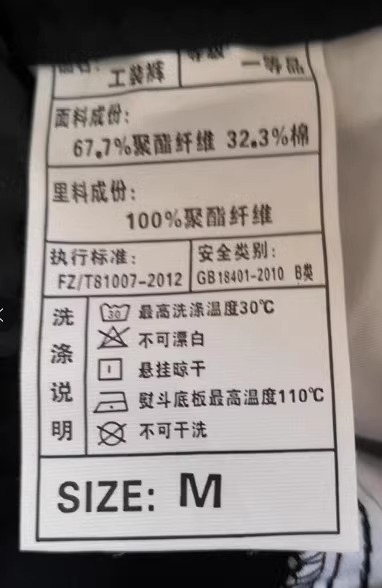 品名: 等级:
工装裤 一等品
面料成份:
67.7%聚酯纤维 32.3%棉
里料成份:
100%聚酯纤维
执行标准:
FZ/T81007-2012
安全类别:
GB18401-2010 B类
洗涤说明
30 最高洗涤温度30℃
不可漂白
悬挂晾干
熨斗底板最高温度110℃
不可干洗
SIZE: M